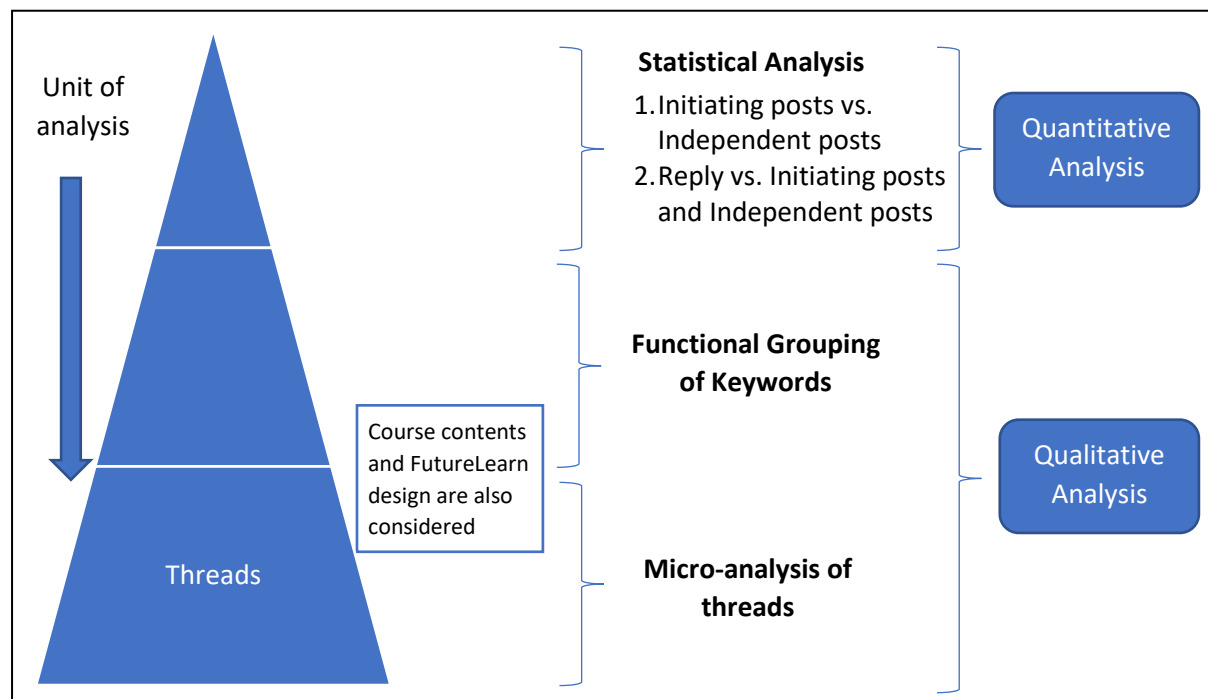 Unit of
analysis
Threads
Course contents
and FutureLearn
design are also
considered
Statistical Analysis
1. Initiating posts vs.
Independent posts
2. Reply vs. Initiating posts
and Independent posts
Functional Grouping
of Keywords
Micro-analysis of
threads
Quantitative
Analysis
Qualitative
Analysis